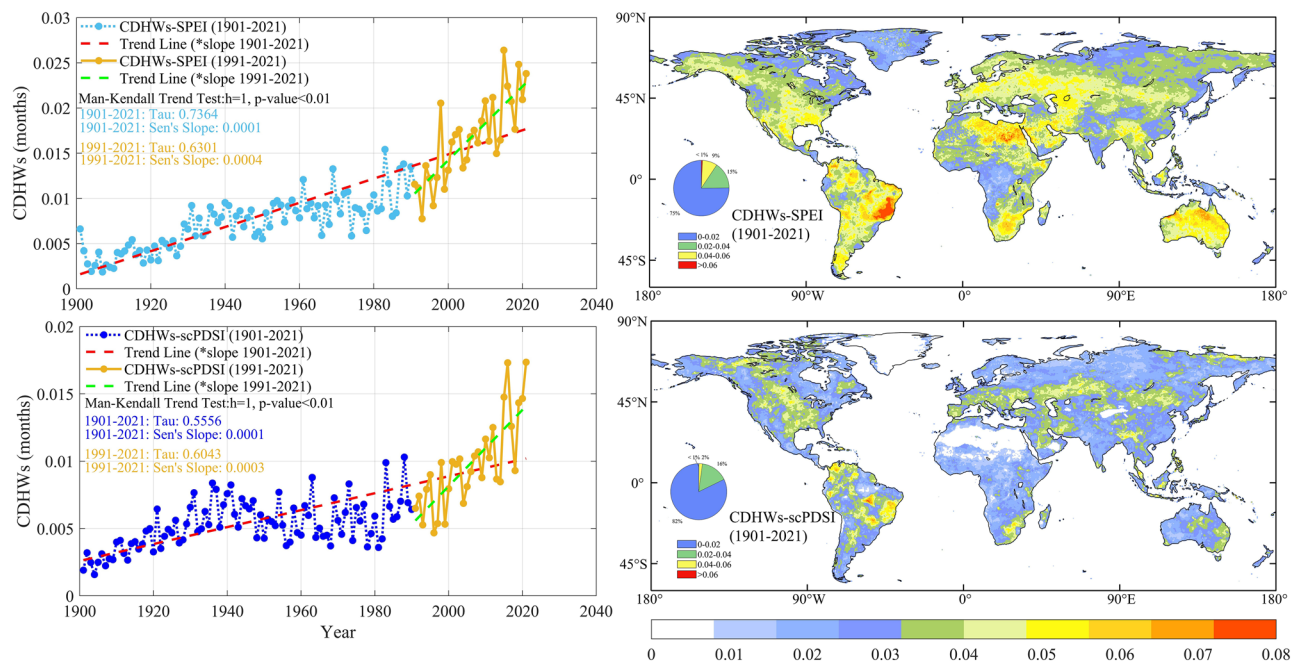 0.03
0.025
0.02
0.015
0.01
0.005
0
CDHWs (months)
CDHWs-SPEI (1901-2021)
Trend Line (*slope 1901-2021)
CDHWs-SPEI (1991-2021)
Trend Line (*slope 1991-2021)
Man-Kendall Trend Test:h=1, p-value<0.01
1901-2021: Tau: 0.7364
1901-2021: Sen's Slope: 0.0001
1991-2021: Tau: 0.6301
1991-2021: Sen's Slope: 0.0004
1900 1920 1940 1960 1980 2000 2020 2040
90°N
45°N
0°
45°S
180° 90°W 0° 90°E 180°
< 1% 9%
15%
75%
CDHWs-SPEI
(1901-2021)
0-0.02
0.02-0.04
0.04-0.06
>0.06
0.02
0.015
0.01
0.005
0
CDHWs (months)
CDHWs-scPDSI (1901-2021)
Trend Line (*slope 1901-2021)
CDHWs-scPDSI (1991-2021)
Trend Line (*slope 1991-2021)
Man-Kendall Trend Test:h=1, p-value<0.01
1901-2021: Tau: 0.5556
1901-2021: Sen's Slope: 0.0001
1991-2021: Tau: 0.6043
1991-2021: Sen's Slope: 0.0003
1900 1920 1940 1960 1980 2000 2020 2040
Year
90°N
45°N
0°
45°S
180° 90°W 0° 90°E 180°
< 1% 2%
16%
82%
CDHWs-scPDSI
(1901-2021)
0-0.02
0.02-0.04
0.04-0.06
>0.06
0 0.01 0.02 0.03 0.04 0.05 0.06 0.07 0.08